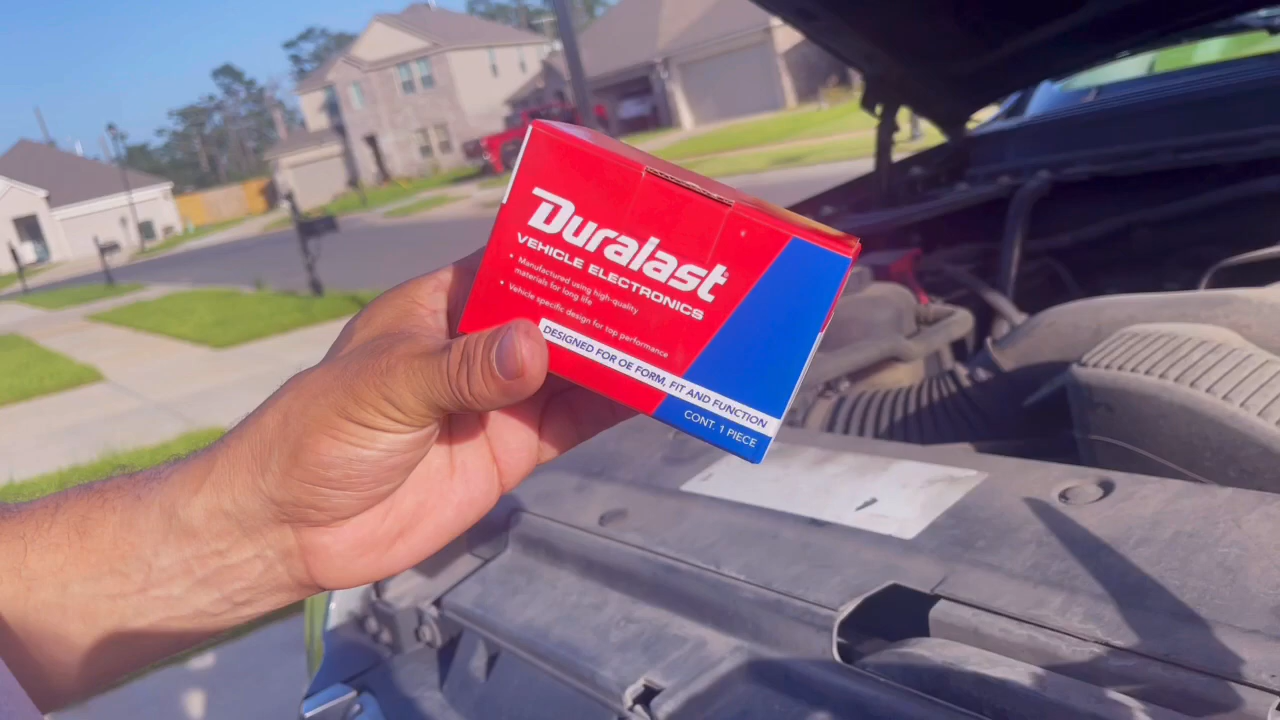 Duralast
VEHICLE ELECTRONICS
• Manufactured using high-quality
materials for long life
• Vehicle specific design for top performance
DESIGNED FOR OE FORM, FIT AND FUNCTION
CONT. 1 PIECE